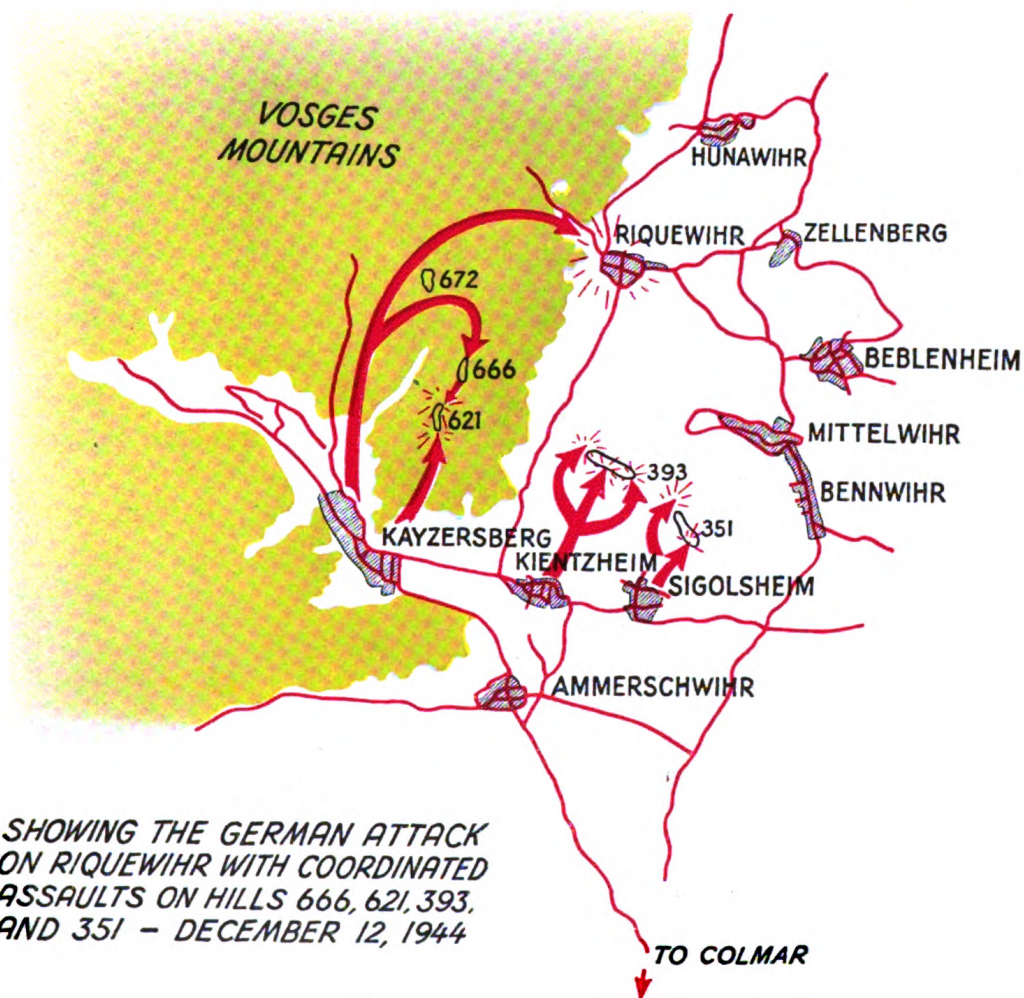 VOSGES
MOUNTAINS
HUNAWIHR
RIQUEWIHR
ZELLENBERG
672
666
BEBLENHEIM
621
MITTELWIHR
393
BENNWIHR
351
KAYZERSBERG
KIENTZHEIM
SIGOLSHEIM
AMMERSCHWIHR
SHOWING THE GERMAN ATTACK
ON RIQUEWIHR WITH COORDINATED
ASSAULTS ON HILLS 666, 621, 393,
AND 351 – DECEMBER 12, 1944
TO COLMAR